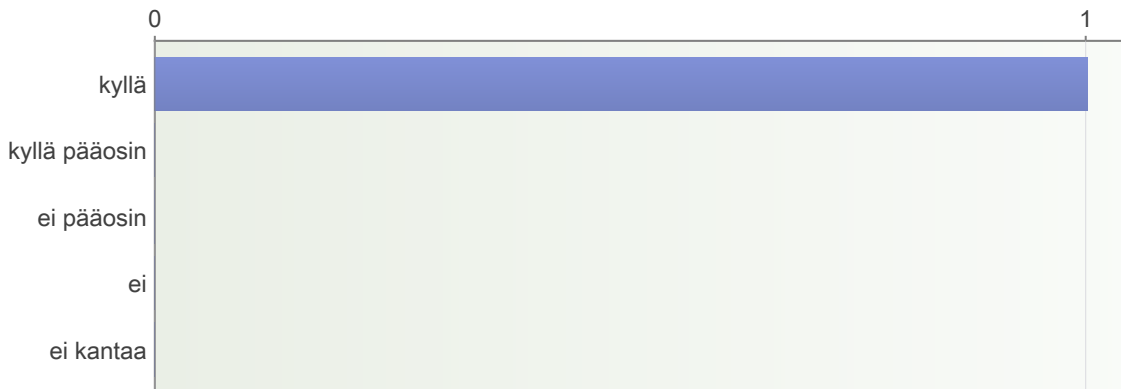 0 1
kyllä
kyllä pääosin
ei pääosin
ei
ei kantaa